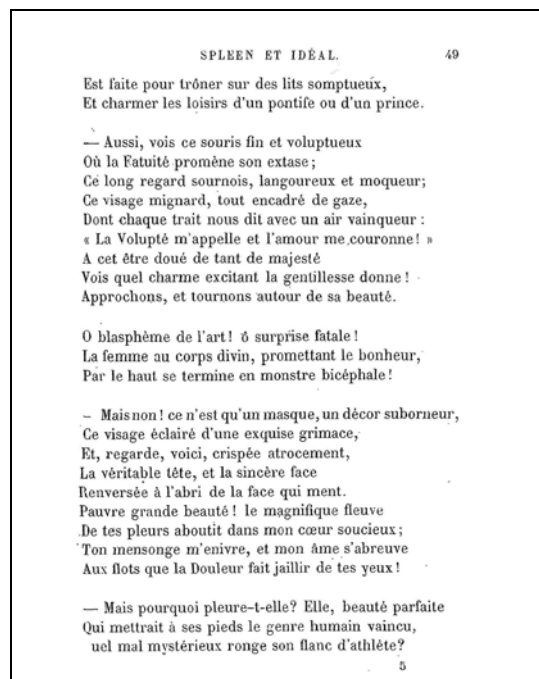 SPLEEN ET IDÉAL. 49
Est faite pour trôner sur des lits somptueux,
Et charmer les loisirs d'un pontife ou d'un prince.
— Aussi, vois ce souris fin et voluptueux
Où la Fatuité promène son extase ;
Ce long regard sournois, langoureux et moqueur;
Ce visage mignard, tout encadré de gaze,
Dont chaque trait nous dit avec un air vainqueur :
« La Volupté m'appelle et l'amour me couronne! »
A cet être doué de tant de majesté
Vois quel charme excitant la gentillesse donne !
Approchons, et tournons autour de sa beauté.
O blasphème de l'art! ô surprise fatale !
La femme au corps divin, promettant le bonheur,
Par le haut se termine en monstre bicéphale !
– Mais non ! ce n'est qu'un masque, un décor suborneur,
Ce visage éclairé d'une exquise grimace,
Et, regarde, voici, crispée atrocement,
La véritable tête, et la sincère face
Renversée à l'abri de la face qui ment.
Pauvre grande beauté ! le magnifique fleuve
De tes pleurs aboutit dans mon cœur soucieux ;
Ton mensonge m'enivre, et mon âme s'abreuve
Aux flots que la Douleur fait jaillir de tes yeux !
— Mais pourquoi pleure-t-elle? Elle, beauté parfaite
Qui mettrait à ses pieds le genre humain vaincu,
uel mal mystérieux ronge son flanc d'athlète?
5